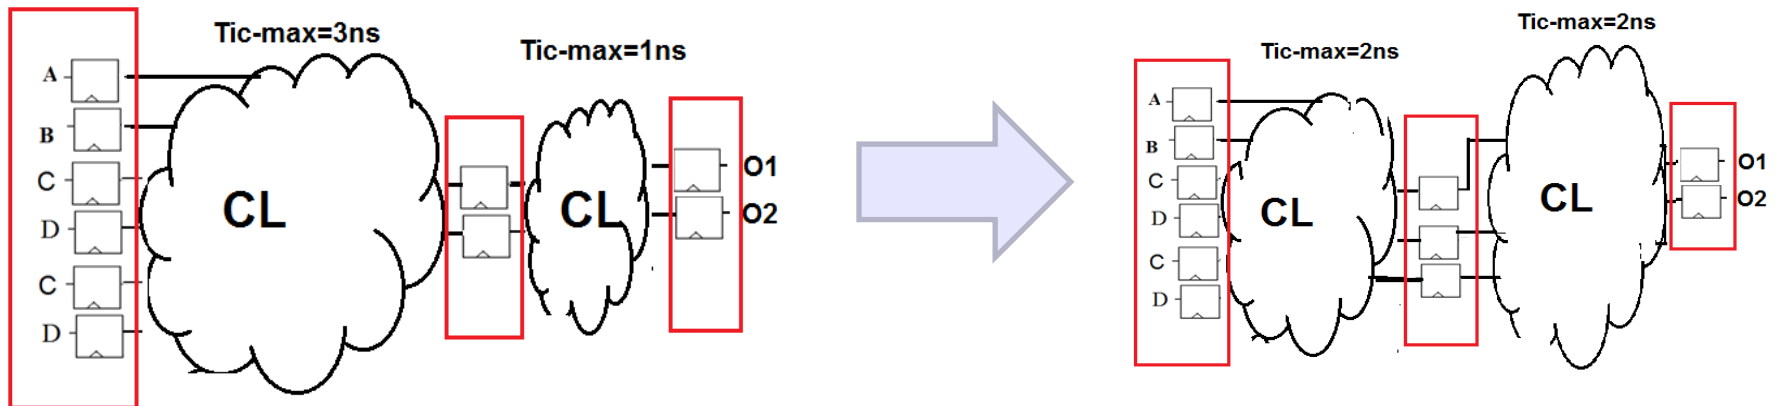 Tic-max=3ns
Tic-max=1ns
A
B
C
D
C
D
CL
CL
O1
O2
Tic-max=2ns
Tic-max=2ns
A
B
C
D
C
D
CL
CL
O1
O2